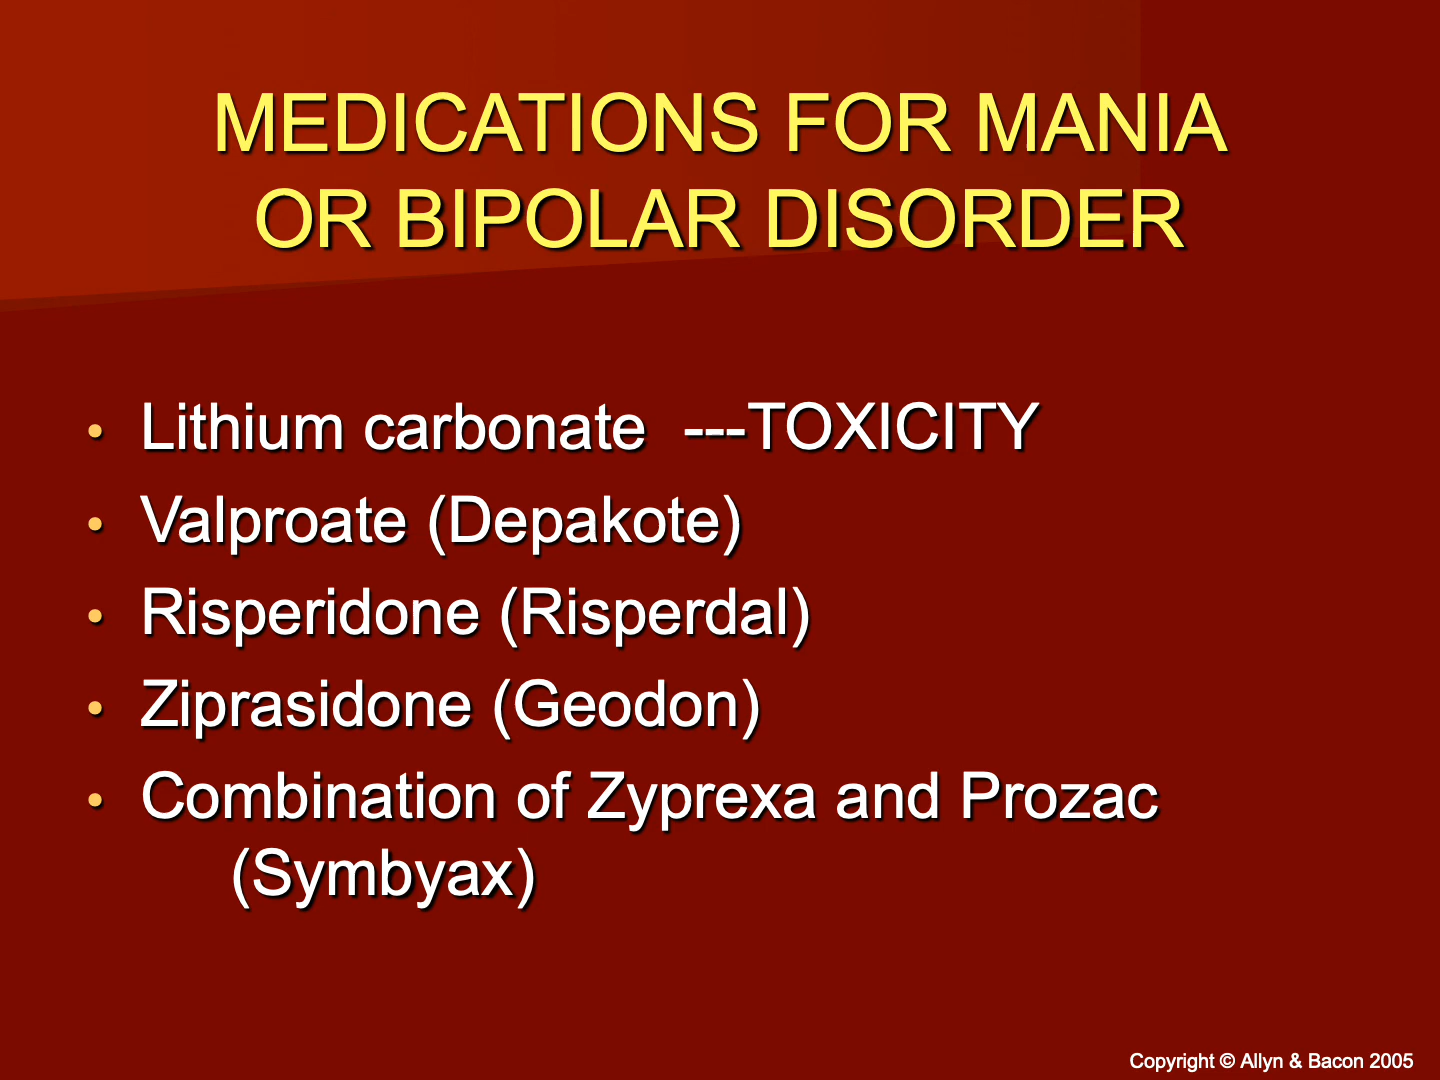 MEDICATIONS FOR MANIA
OR BIPOLAR DISORDER
• Lithium carbonate ---TOXICITY
• Valproate (Depakote)
• Risperidone (Risperdal)
• Ziprasidone (Geodon)
• Combination of Zyprexa and Prozac
(Symbyax)
Copyright © Allyn & Bacon 2005